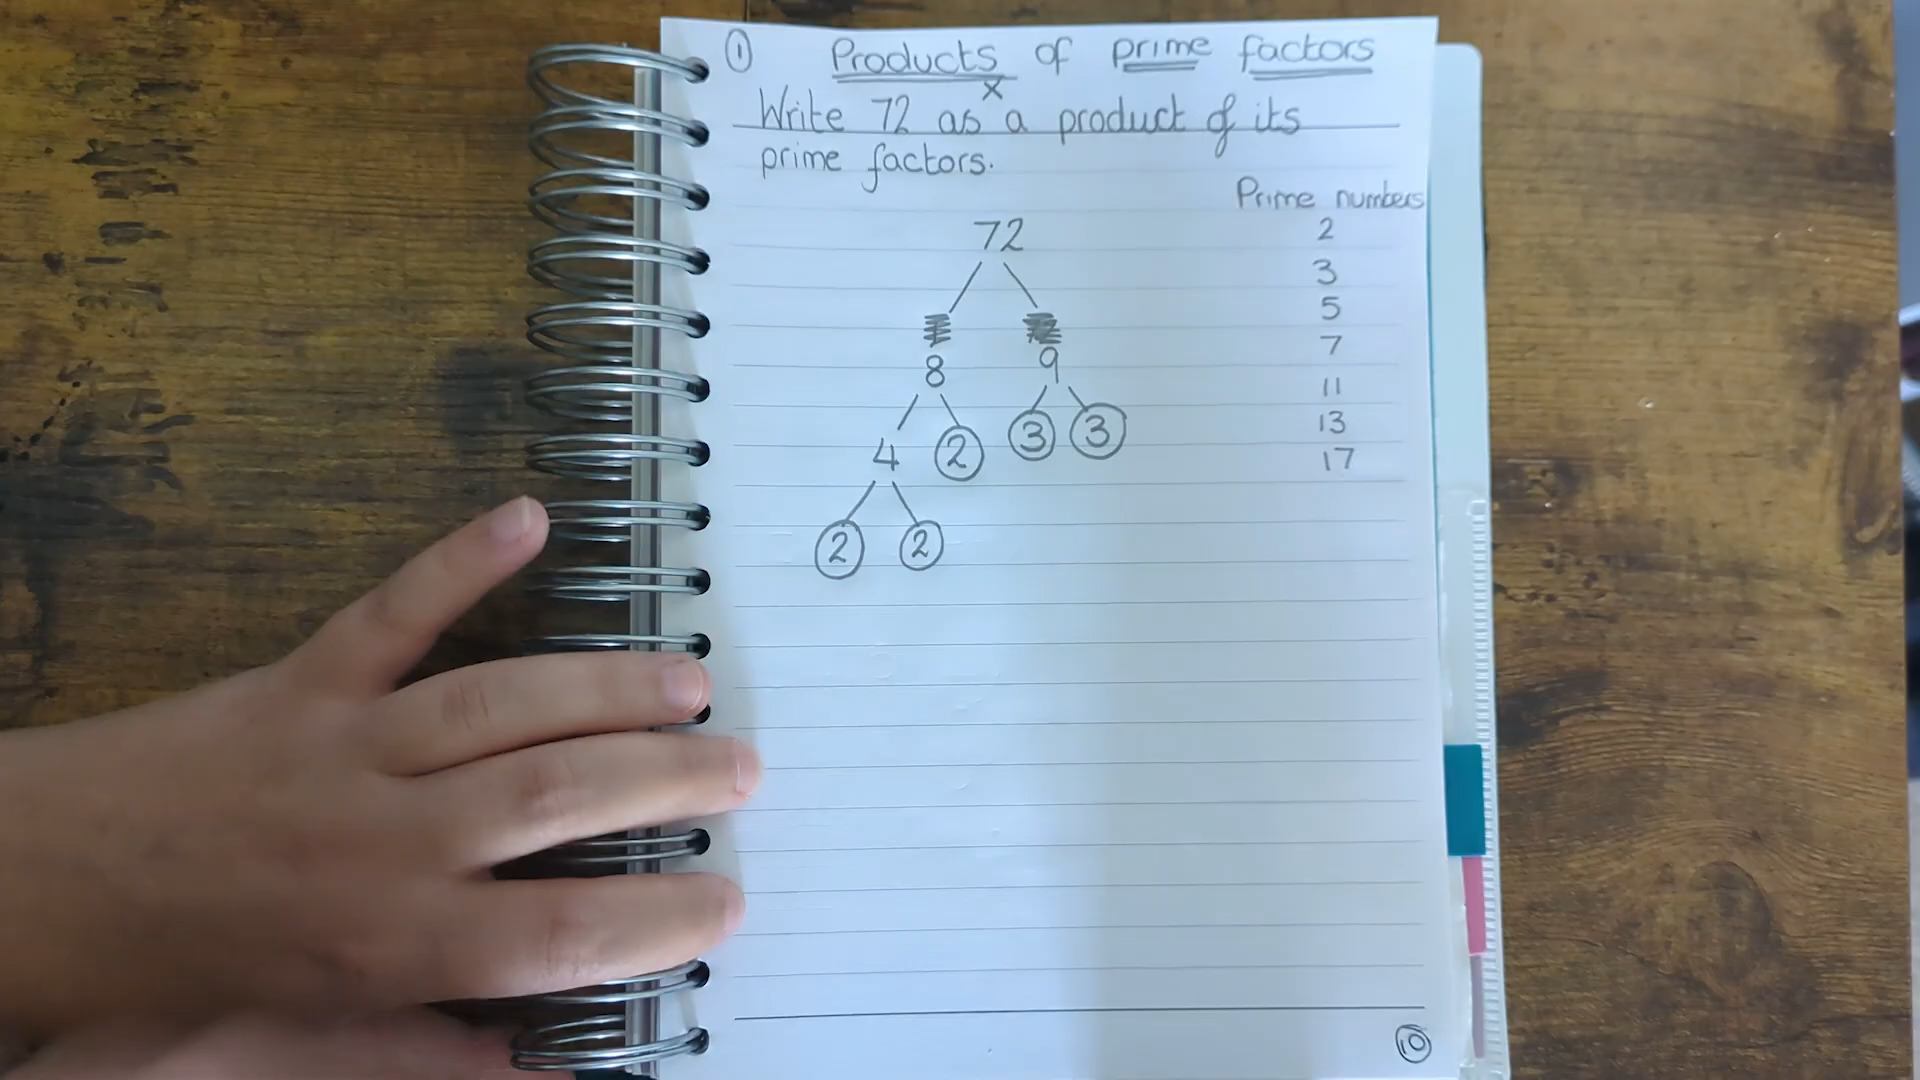 ① Products of prime factors
x
Write 72 as a product of its
prime factors.
Prime numbers
72
2
3
5
8 9
7
11
4 2 3 3
13
17
2 2
10